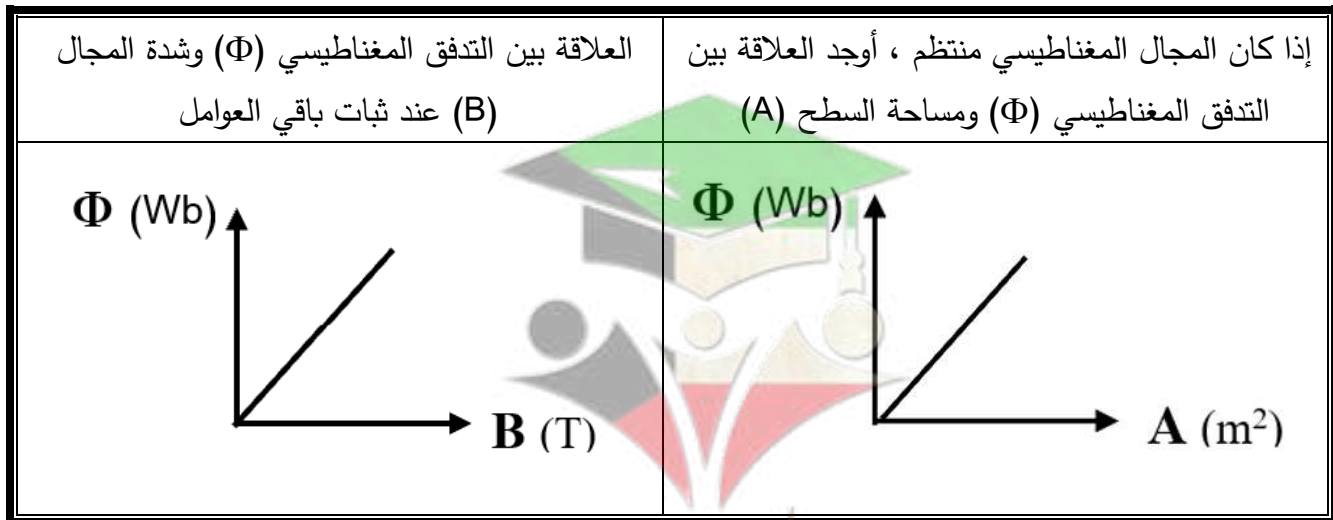 إذا كان المجال المغناطيسي منتظم ، أوجد العلاقة بين
التدفق المغناطيسي (Φ) ومساحة السطح (A)
العلاقة بين التدفق المغناطيسي (Φ) وشدة المجال
(B) عند ثبات باقي العوامل
Φ (Wb)
A (m²)
Φ (Wb)
B (T)